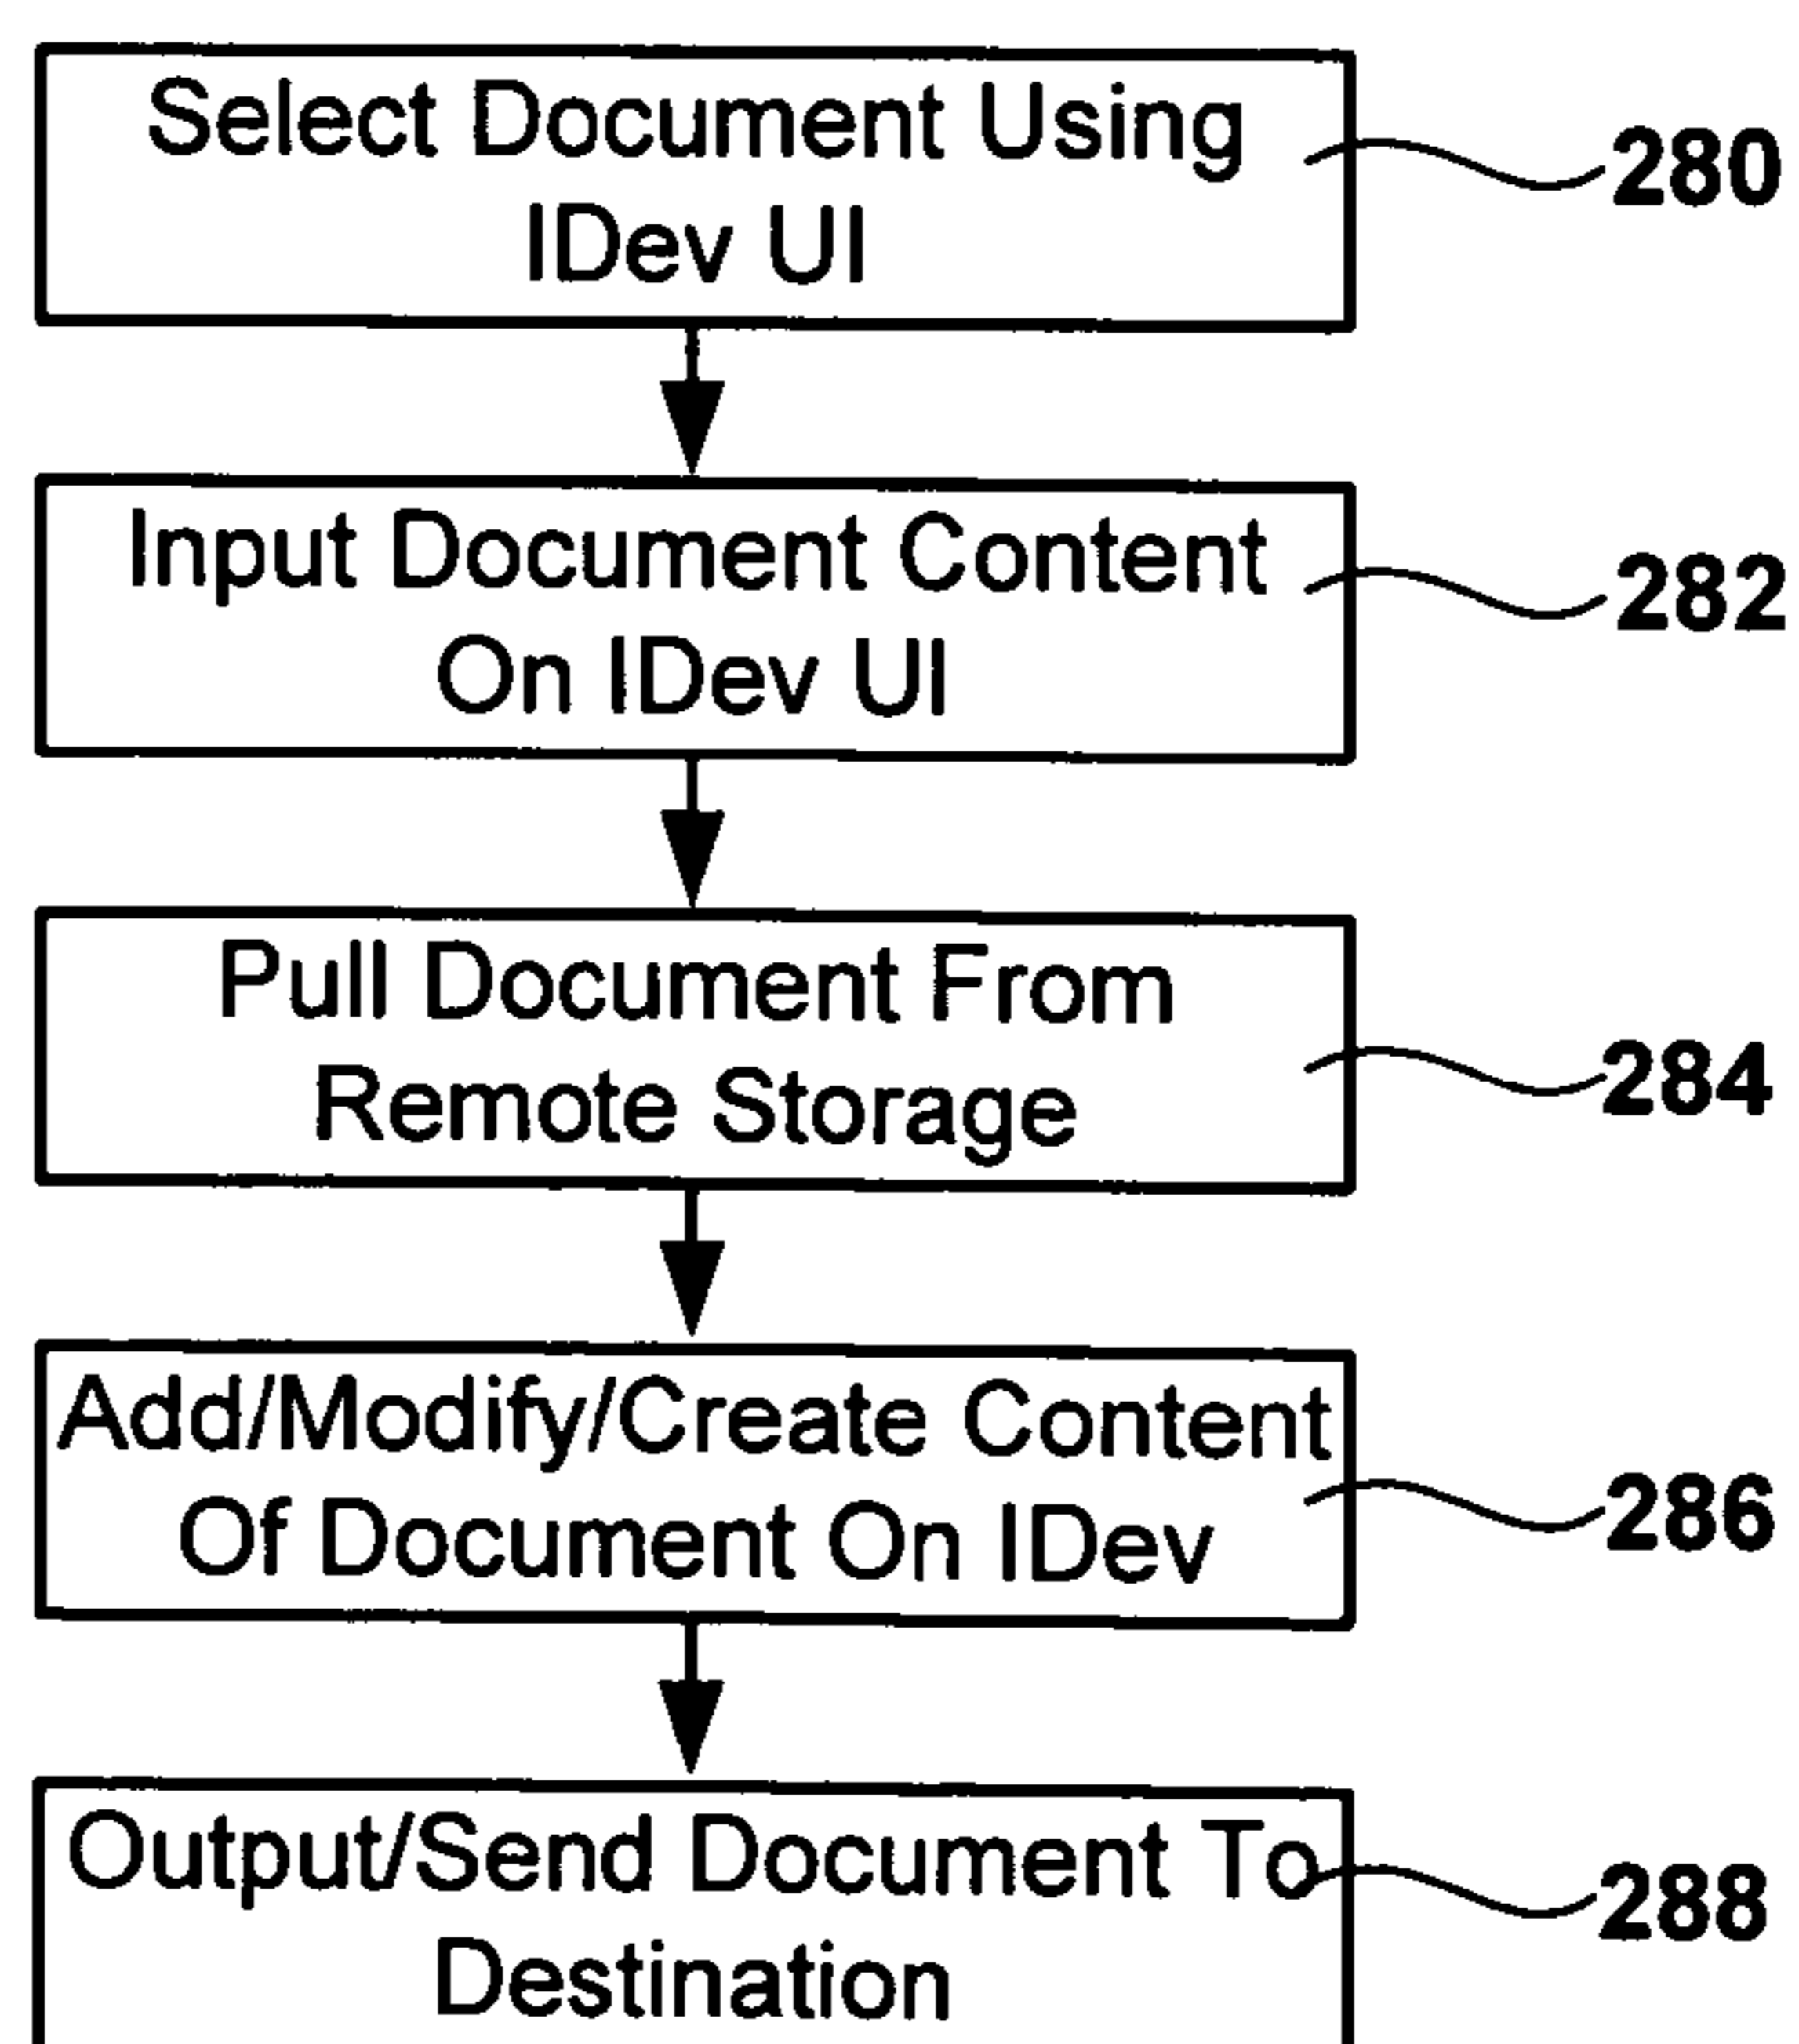 Select Document Using
IDev UI
280
Input Document Content
On IDev UI
282
Pull Document From
Remote Storage
284
Add/Modify/Create Content
Of Document On IDev
286
Output/Send Document To
Destination
288